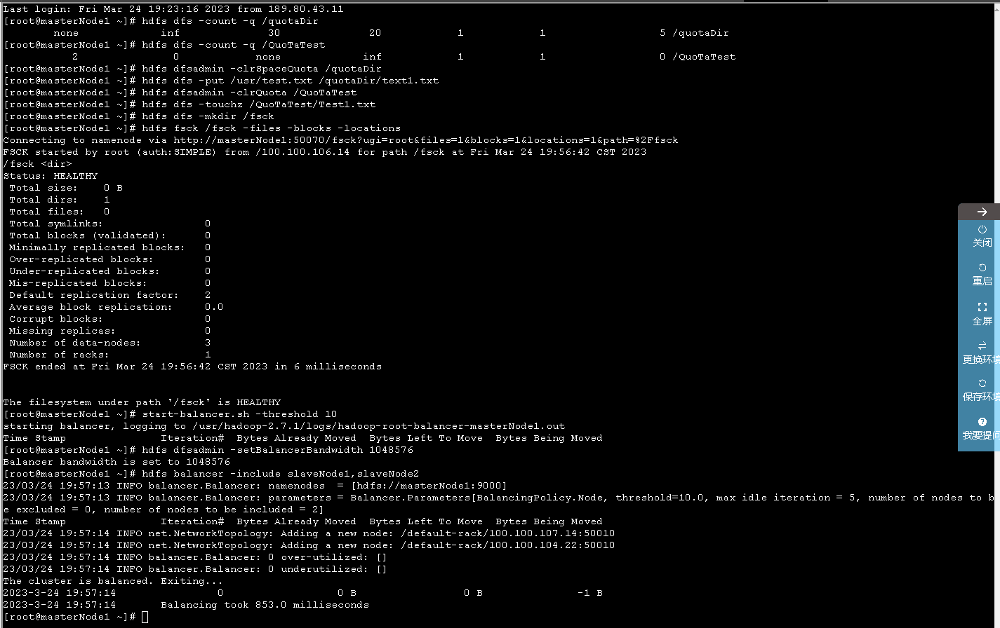 Last login: Fri Mar 24 19:23:16 2023 from 189.80.43.11
[root@masterNode1 ~]# hdfs dfs -count -q /quotaDir
none inf 30 20 1 1 5 /quotaDir
[root@masterNode1 ~]# hdfs dfs -count -q /QuoTaTest
2 0 none inf 1 1 0 /QuoTaTest
[root@masterNode1 ~]# hdfs dfsadmin -clrSpaceQuota /quotaDir
[root@masterNode1 ~]# hdfs dfs -put /usr/test.txt /quotaDir/text1.txt
[root@masterNode1 ~]# hdfs dfsadmin -clrQuota /QuoTaTest
[root@masterNode1 ~]# hdfs dfs -touchz /QuoTaTest/Test1.txt
[root@masterNode1 ~]# hdfs dfs -mkdir /fsck
[root@masterNode1 ~]# hdfs fsck /fsck -files -blocks -locations
Connecting to namenode via http://masterNode1:50070/fsck?ugi=root&files=1&blocks=1&locations=1&path=%2Ffsck
FSCK started by root (auth:SIMPLE) from /100.100.106.14 for path /fsck at Fri Mar 24 19:56:42 CST 2023
/fsck <dir>
Status: HEALTHY
Total size: 0 B
Total dirs: 1
Total files: 0
Total symlinks: 0
Total blocks (validated): 0
Minimally replicated blocks: 0
Over-replicated blocks: 0
Under-replicated blocks: 0
Mis-replicated blocks: 0
Default replication factor: 2
Average block replication: 0.0
Corrupt blocks: 0
Missing replicas: 0
Number of data-nodes: 3
Number of racks: 1
FSCK ended at Fri Mar 24 19:56:42 CST 2023 in 6 milliseconds
The filesystem under path '/fsck' is HEALTHY
[root@masterNode1 ~]# start-balancer.sh -threshold 10
starting balancer, logging to /usr/hadoop-2.7.1/logs/hadoop-root-balancer-masterNode1.out
Time Stamp Iteration# Bytes Already Moved Bytes Left To Move Bytes Being Moved
[root@masterNode1 ~]# hdfs dfsadmin -setBalancerBandwidth 1048576
Balancer bandwidth is set to 1048576
[root@masterNode1 ~]# hdfs balancer -include slaveNode1,slaveNode2
23/03/24 19:57:13 INFO balancer.Balancer: namenodes = [hdfs://masterNode1:9000]
23/03/24 19:57:13 INFO balancer.Balancer: parameters = Balancer.Parameters[BalancingPolicy.Node, threshold=10.0, max idle iteration = 5, number of nodes to b
e excluded = 0, number of nodes to be included = 2]
Time Stamp Iteration# Bytes Already Moved Bytes Left To Move Bytes Being Moved
23/03/24 19:57:14 INFO net.NetworkTopology: Adding a new node: /default-rack/100.100.107.14:50010
23/03/24 19:57:14 INFO net.NetworkTopology: Adding a new node: /default-rack/100.100.104.22:50010
23/03/24 19:57:14 INFO balancer.Balancer: 0 over-utilized: []
23/03/24 19:57:14 INFO balancer.Balancer: 0 underutilized: []
The cluster is balanced. Exiting...
2023-3-24 19:57:14 0 0 B 0 B -1 B
2023-3-24 19:57:14 Balancing took 853.0 milliseconds
[root@masterNode1 ~]#
关闭
重启
全屏
更换环境
保存环境
我要提问